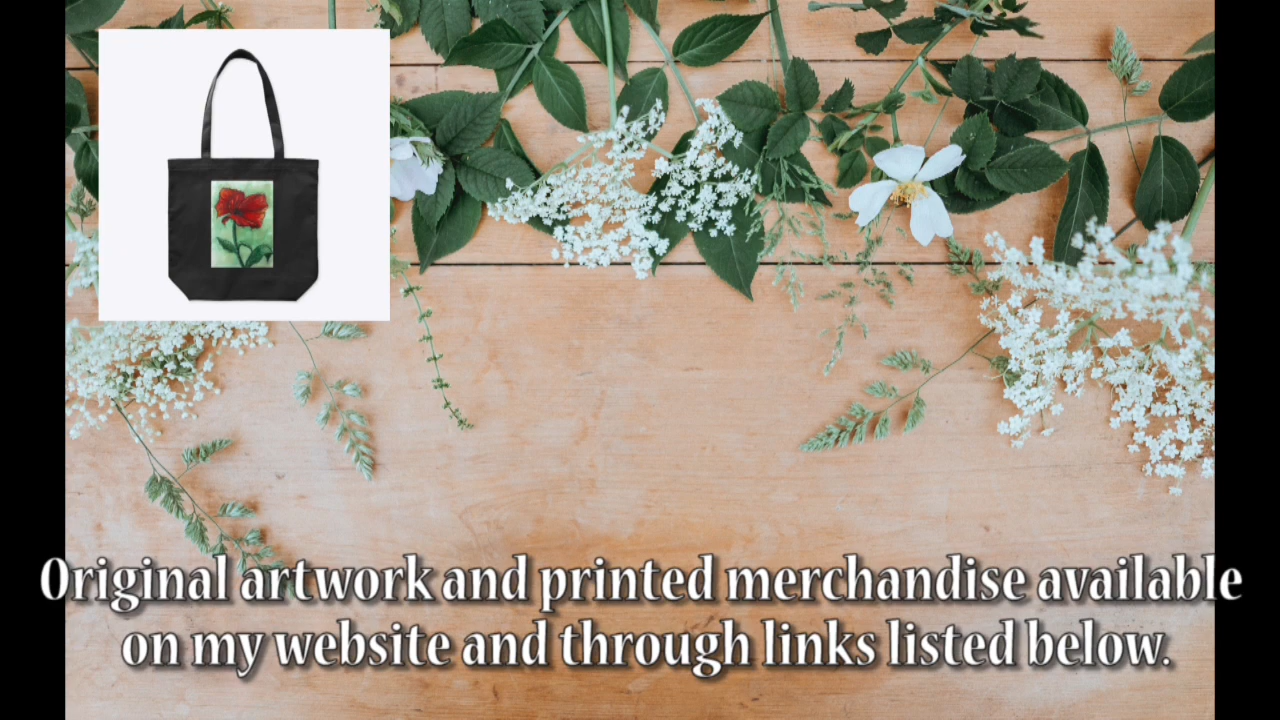 Original artwork and printed merchandise available
on my website and through links listed below.